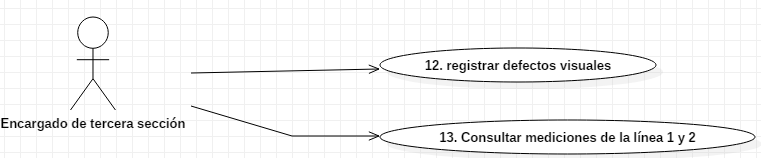 12. registrar defectos visuales
Encargado de tercera sección
13. Consultar mediciones de la línea 1 y 2